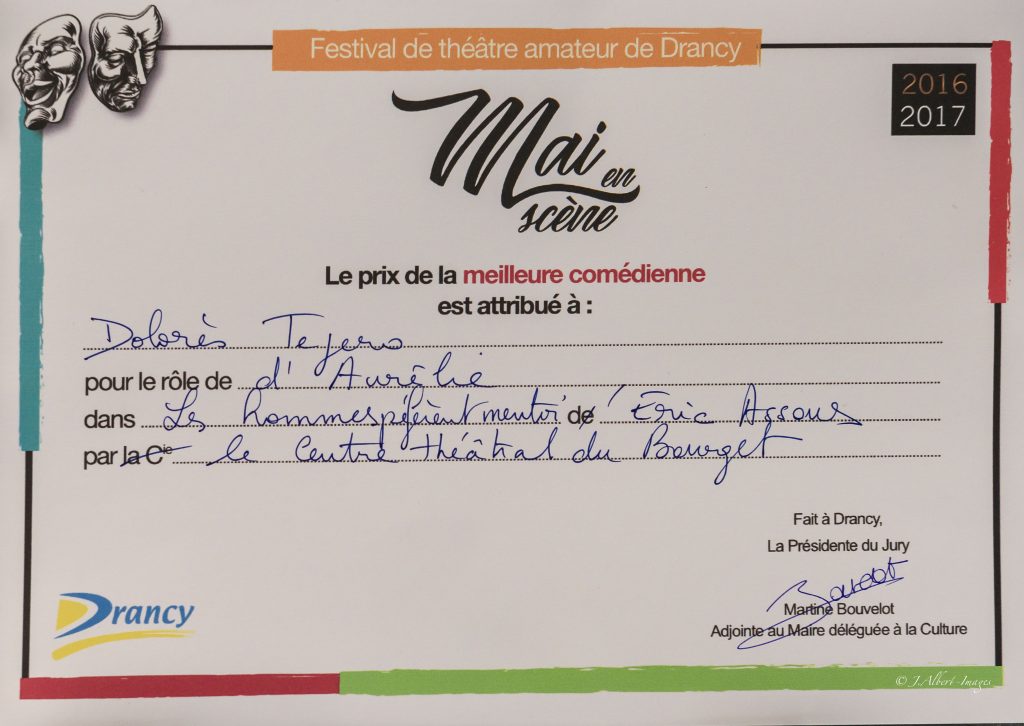 Festival de théâtre amateur de Drancy
2016
2017
Mai en
scène
Le prix de la meilleure comédienne
est attribué à :
Dolorès Tejero
pour le rôle de d' Aurélie
dans Les hommes préfèrent mentir d' Éric Assous
par la Cie le Centre théâtral du Bourget
Fait à Drancy,
La Présidente du Jury
Bouvelot
Martine Bouvelot
Adjointe au Maire déléguée à la Culture
Drancy
© J.Albert-Images